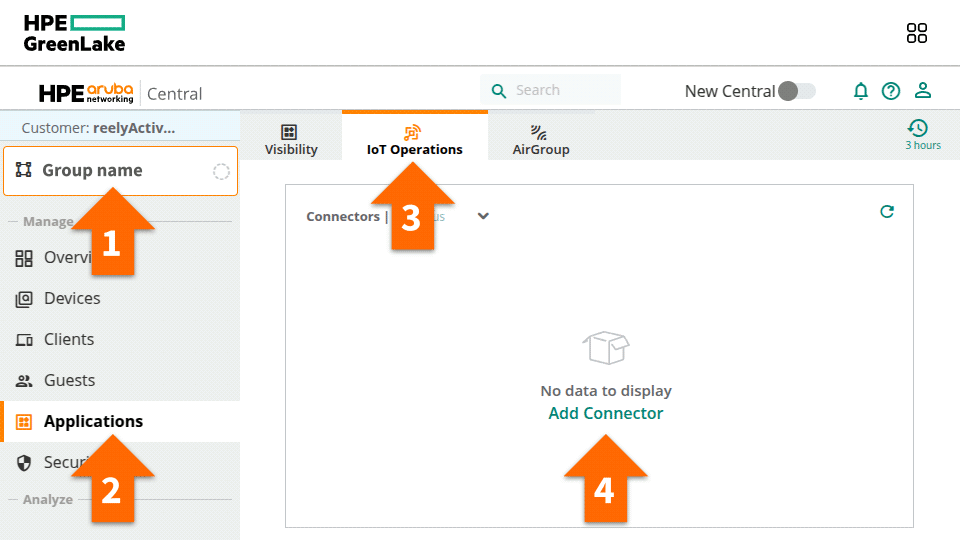 HPE
GreenLake
HPE aruba networking Central
Search
New Central
Customer: reelyActiv...
Group name
1
Manage
Overvi
Devices
Clients
Guests
Applications
Securi
2
Analyze
Visibility
IoT Operations
AirGroup
3 hours
Connectors | us
3
No data to display
Add Connector
4